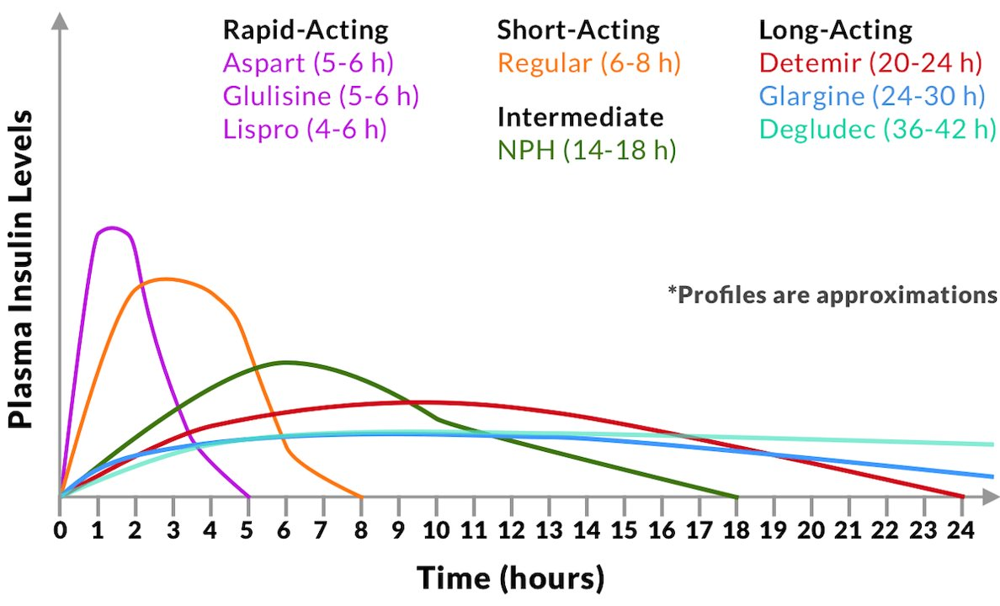 Rapid-Acting
Aspart (5-6 h)
Glulisine (5-6 h)
Lispro (4-6 h)
Short-Acting
Regular (6-8 h)
Intermediate
NPH (14-18 h)
Long-Acting
Detemir (20-24 h)
Glargine (24-30 h)
Degludec (36-42 h)
*Profiles are approximations
Plasma Insulin Levels
0 1 2 3 4 5 6 7 8 9 10 11 12 13 14 15 16 17 18 19 20 21 22 23 24
Time (hours)